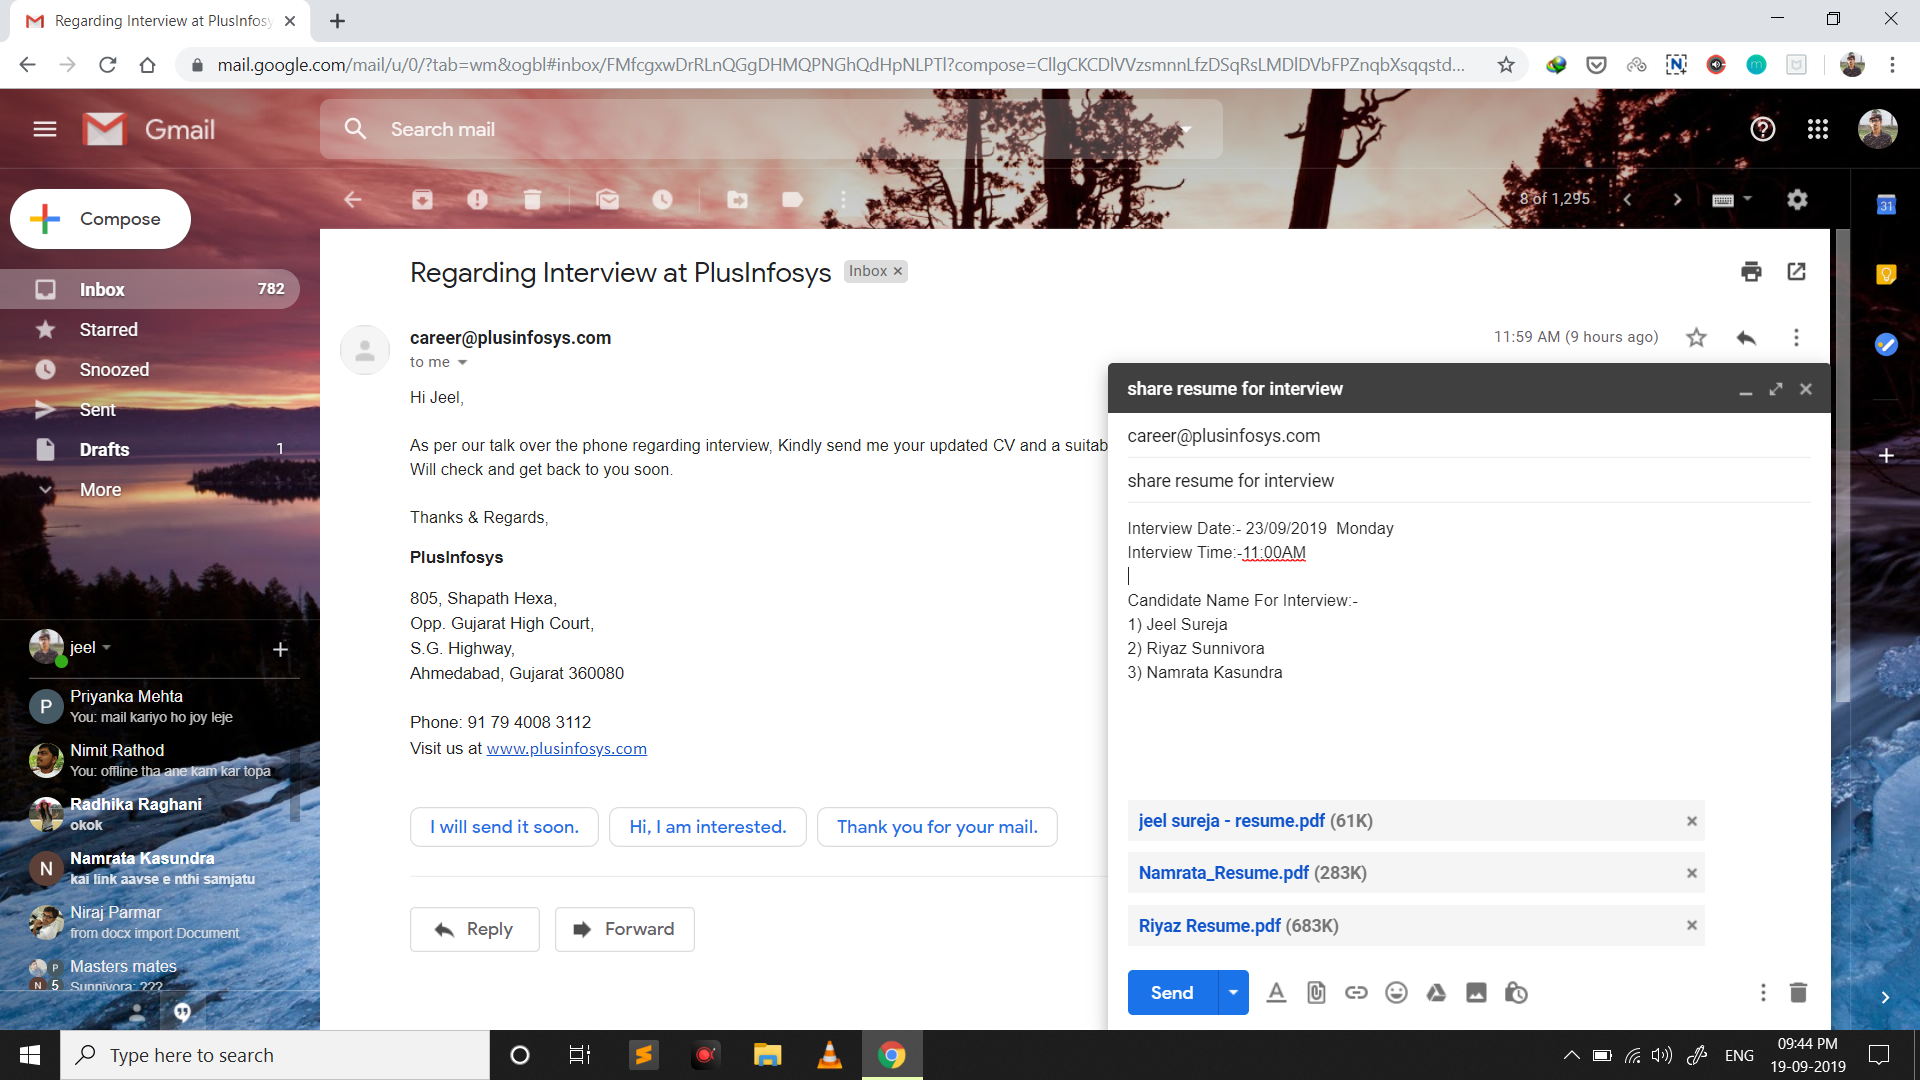 Regarding Interview at PlusInfosys
mail.google.com/mail/u/0/?tab=wm&ogbl#inbox/FMfcgxwDrRLnQGgDHMQPNGhQdHpNLPTl?compose=CllgCKCDlVVzsmnnLfzDSqRsLMDlDVbFPZnqbXsqqstd...
Gmail
Search mail
8 of 1,295
Compose
Inbox 782
Starred
Snoozed
Sent
Drafts 1
More
jeel
P
Priyanka Mehta
You: mail kariyo ho joy leje
Nimit Rathod
You: offline tha ane kam kar topa
Radhika Raghani
okok
N
Namrata Kasundra
kai link aavse e nthi samjatu
Niraj Parmar
from docx import Document
P
N 5
Masters mates
Sunnivora: ???
Regarding Interview at PlusInfosys
Inbox ×
career@plusinfosys.com
to me
11:59 AM (9 hours ago)
Hi Jeel,
As per our talk over the phone regarding interview, Kindly send me your updated CV and a suitab
Will check and get back to you soon.
Thanks & Regards,
PlusInfosys
805, Shapath Hexa,
Opp. Gujarat High Court,
S.G. Highway,
Ahmedabad, Gujarat 360080
Phone: 91 79 4008 3112
Visit us at www.plusinfosys.com
I will send it soon.
Hi, I am interested.
Thank you for your mail.
Reply
Forward
share resume for interview
career@plusinfosys.com
share resume for interview
Interview Date:- 23/09/2019  Monday
Interview Time:-11:00AM
Candidate Name For Interview:-
1) Jeel Sureja
2) Riyaz Sunnivora
3) Namrata Kasundra
jeel sureja - resume.pdf (61K)
Namrata_Resume.pdf (283K)
Riyaz Resume.pdf (683K)
Send
31
Type here to search
ENG
09:44 PM
19-09-2019